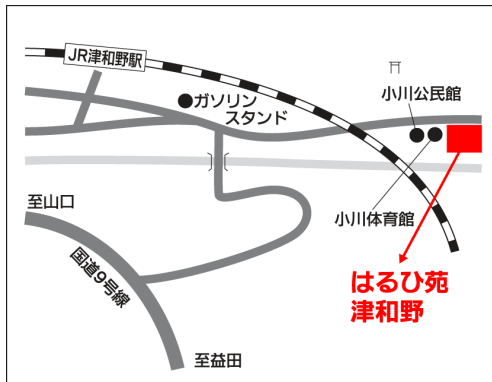 JR津和野駅
ガソリン
スタンド
小川公民館
小川体育館
至山口
国道9号線
至益田
はるひ苑
津和野